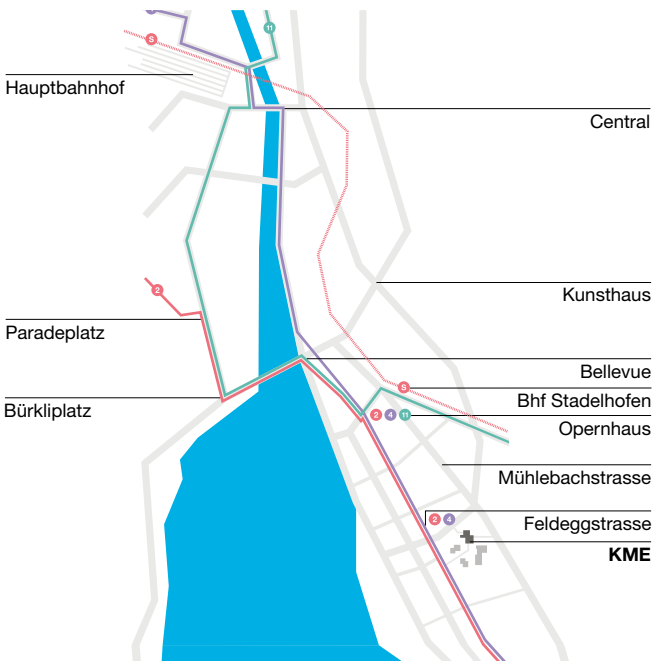 11
S
Hauptbahnhof
Central
2
Kunsthaus
Paradeplatz
Bellevue
S
Bhf Stadelhofen
Bürkliplatz
2 4 11
Opernhaus
Mühlebachstrasse
2 4
Feldeggstrasse
KME